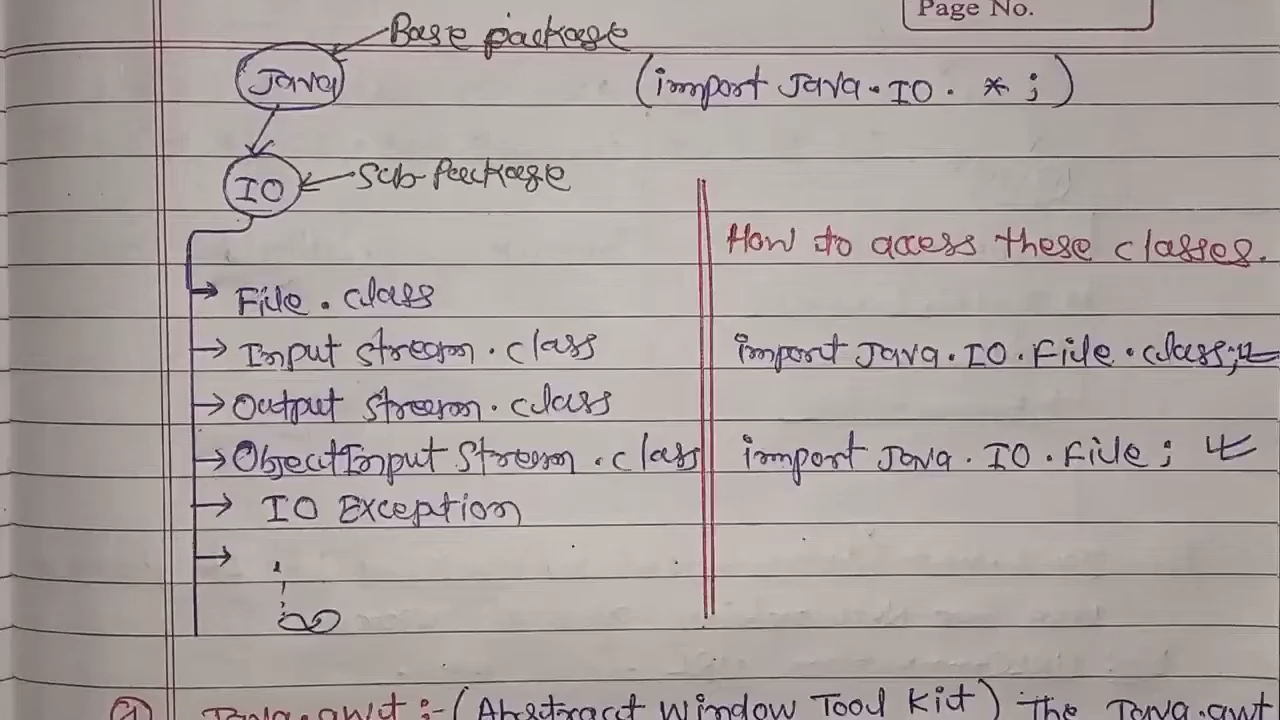 Page No.
Base package
Java
(import Java.IO. * ;)
IO
Sub-Package
How to access these classes.
File.class
Input stream.class
import Java.IO.File.class;
Output stream.class
ObjectInput Stream.class
import Java.IO.File;
IO Exception
Java.awt :- (Abstract Window Tool Kit) The Java.awt